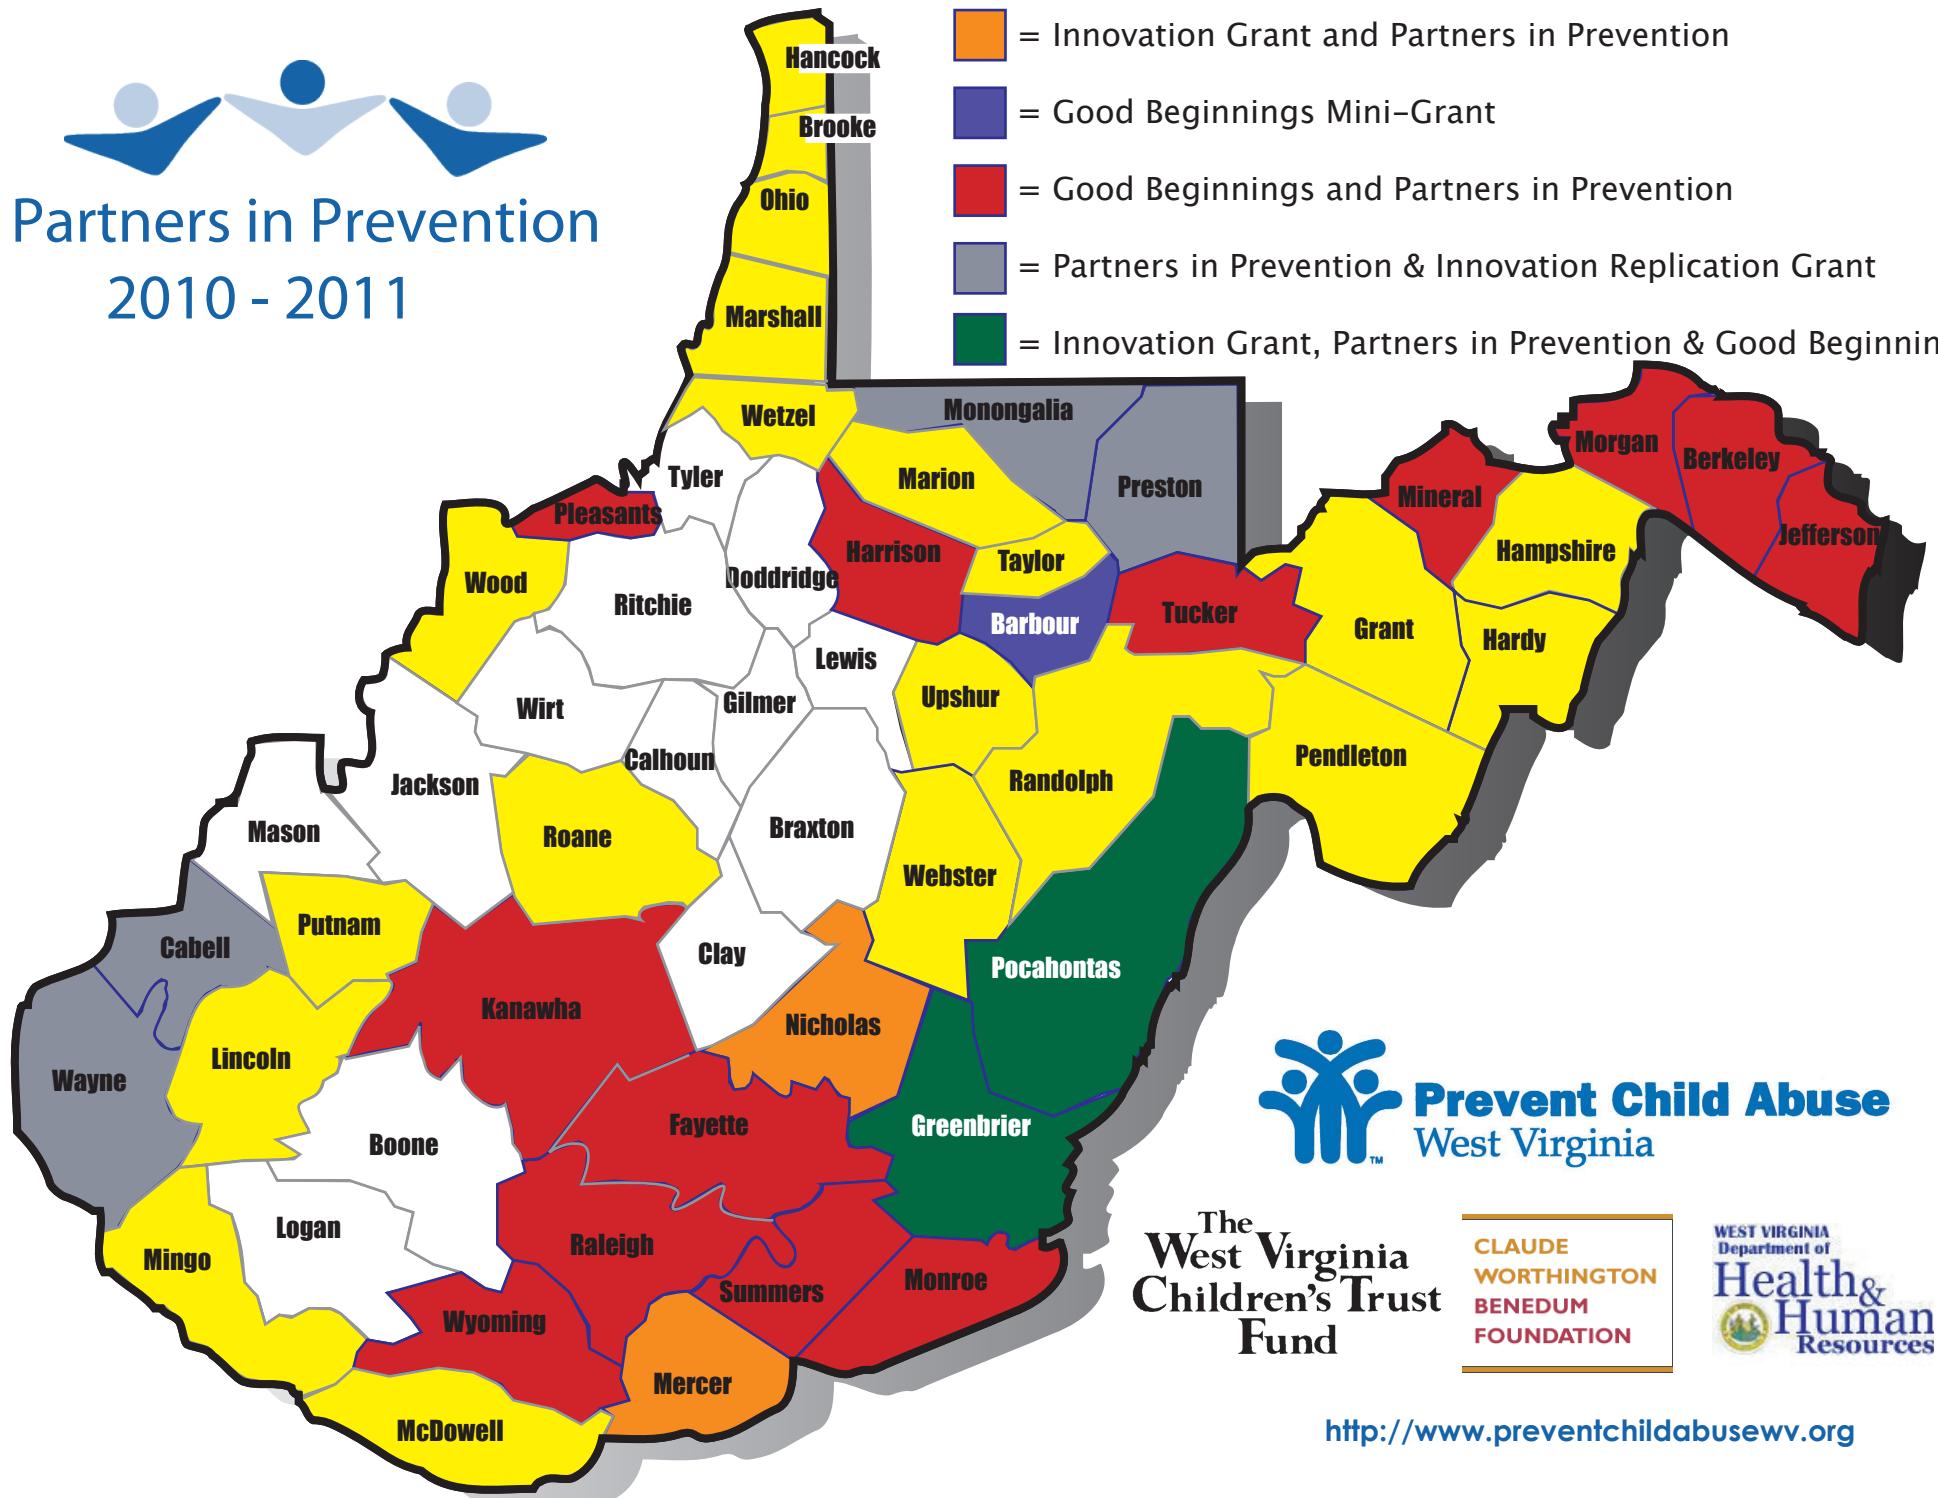 Partners in Prevention
2010 - 2011
= Innovation Grant and Partners in Prevention
= Good Beginnings Mini-Grant
= Good Beginnings and Partners in Prevention
= Partners in Prevention & Innovation Replication Grant
= Innovation Grant, Partners in Prevention & Good Beginnin
Hancock
Brooke
Ohio
Marshall
Wetzel
Monongalia
Morgan
Berkeley
Tyler
Marion
Preston
Mineral
Pleasants
Jefferson
Harrison
Taylor
Hampshire
Wood
Doddridge
Ritchie
Barbour
Tucker
Grant
Hardy
Lewis
Upshur
Gilmer
Wirt
Calhoun
Pendleton
Randolph
Jackson
Mason
Roane
Braxton
Webster
Putnam
Cabell
Clay
Pocahontas
Kanawha
Nicholas
Lincoln
Wayne
Fayette
Greenbrier
Boone
Logan
Raleigh
Mingo
Summers
Monroe
Wyoming
Mercer
McDowell
Prevent Child Abuse
West Virginia
TM
The
West Virginia
Children's Trust
Fund
CLAUDE
WORTHINGTON
BENEDUM
FOUNDATION
WEST VIRGINIA
Department of
Health&
Human
Resources
http://www.preventchildabusewv.org